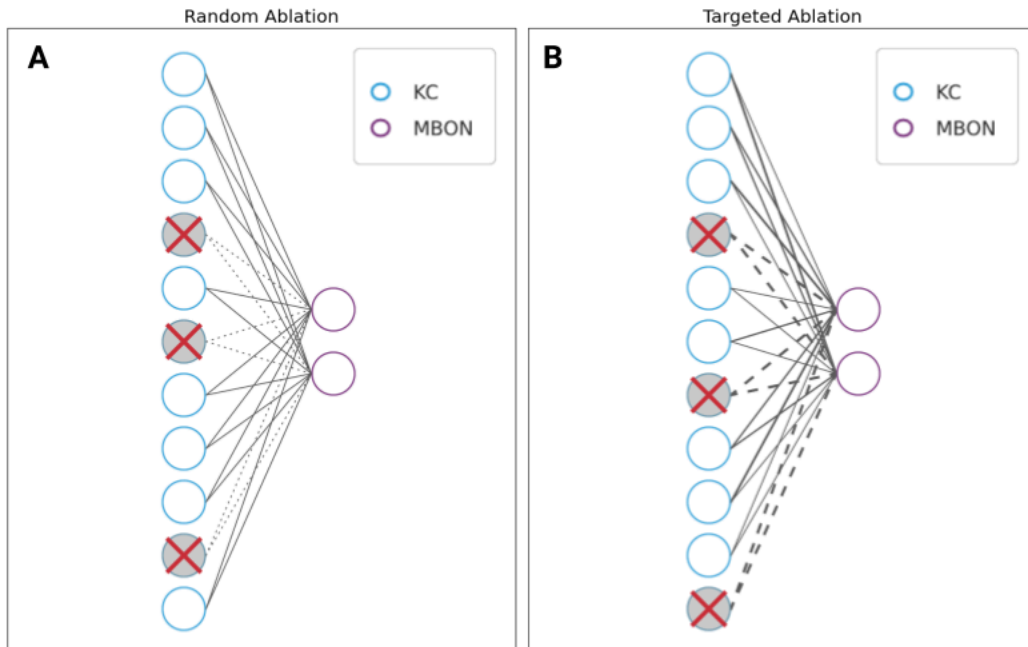 Random Ablation
A
KC
MBON
Targeted Ablation
B
KC
MBON